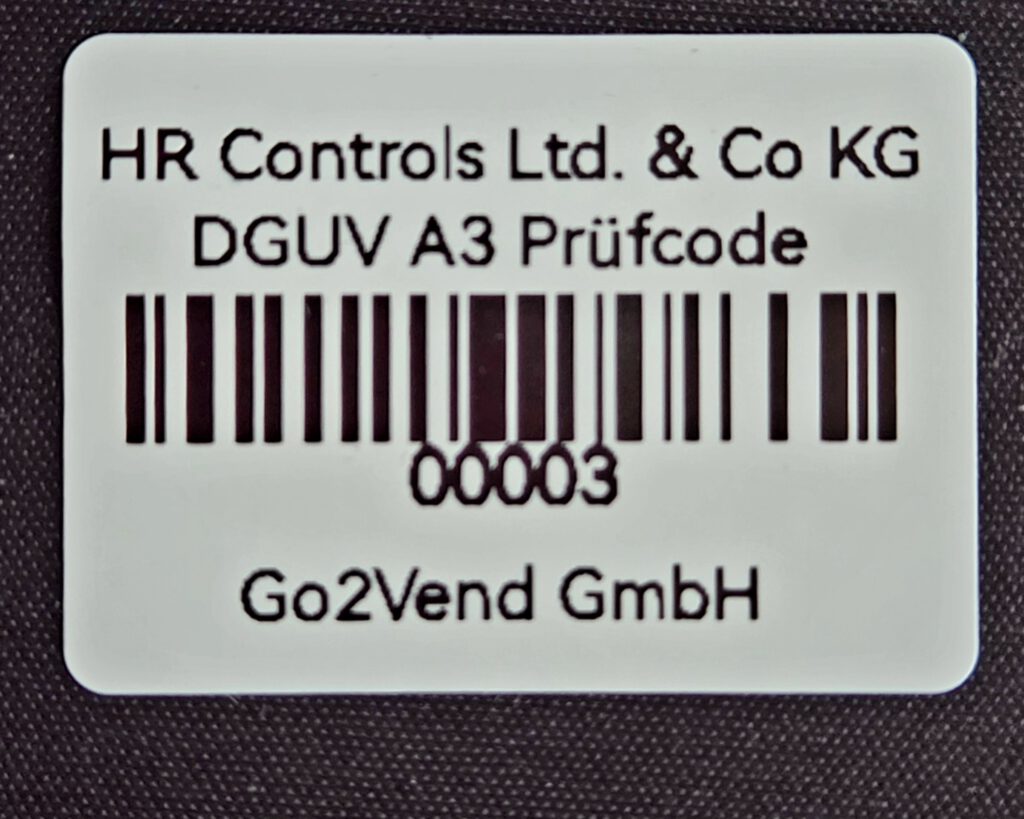 HR Controls Ltd. & Co KG
DGUV A3 Prüfcode
00003
Go2Vend GmbH